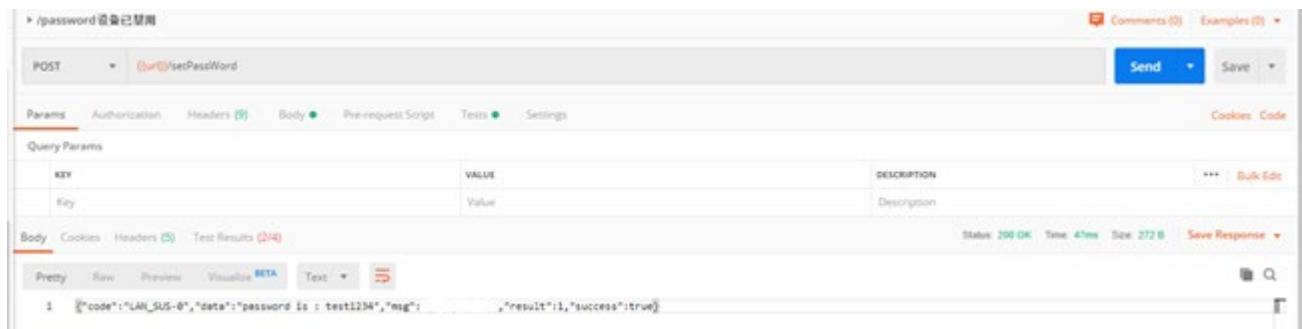 /password设备已禁用
Comments (0) Examples (0)
POST {{url}}/setPassWord Send Save
Params Authorization Headers (9) Body Pre-request Script Tests Settings Cookies Code
Query Params
KEY VALUE DESCRIPTION ••• Bulk Edit
Key Value Description
Body Cookies Headers (5) Test Results (2/4) Status: 200 OK Time: 47ms Size: 272 B Save Response
Pretty Raw Preview Visualize BETA Text
1 {"code":"LAN_SUS-0","data":"password is : test1234","msg": ,"result":1,"success":true}